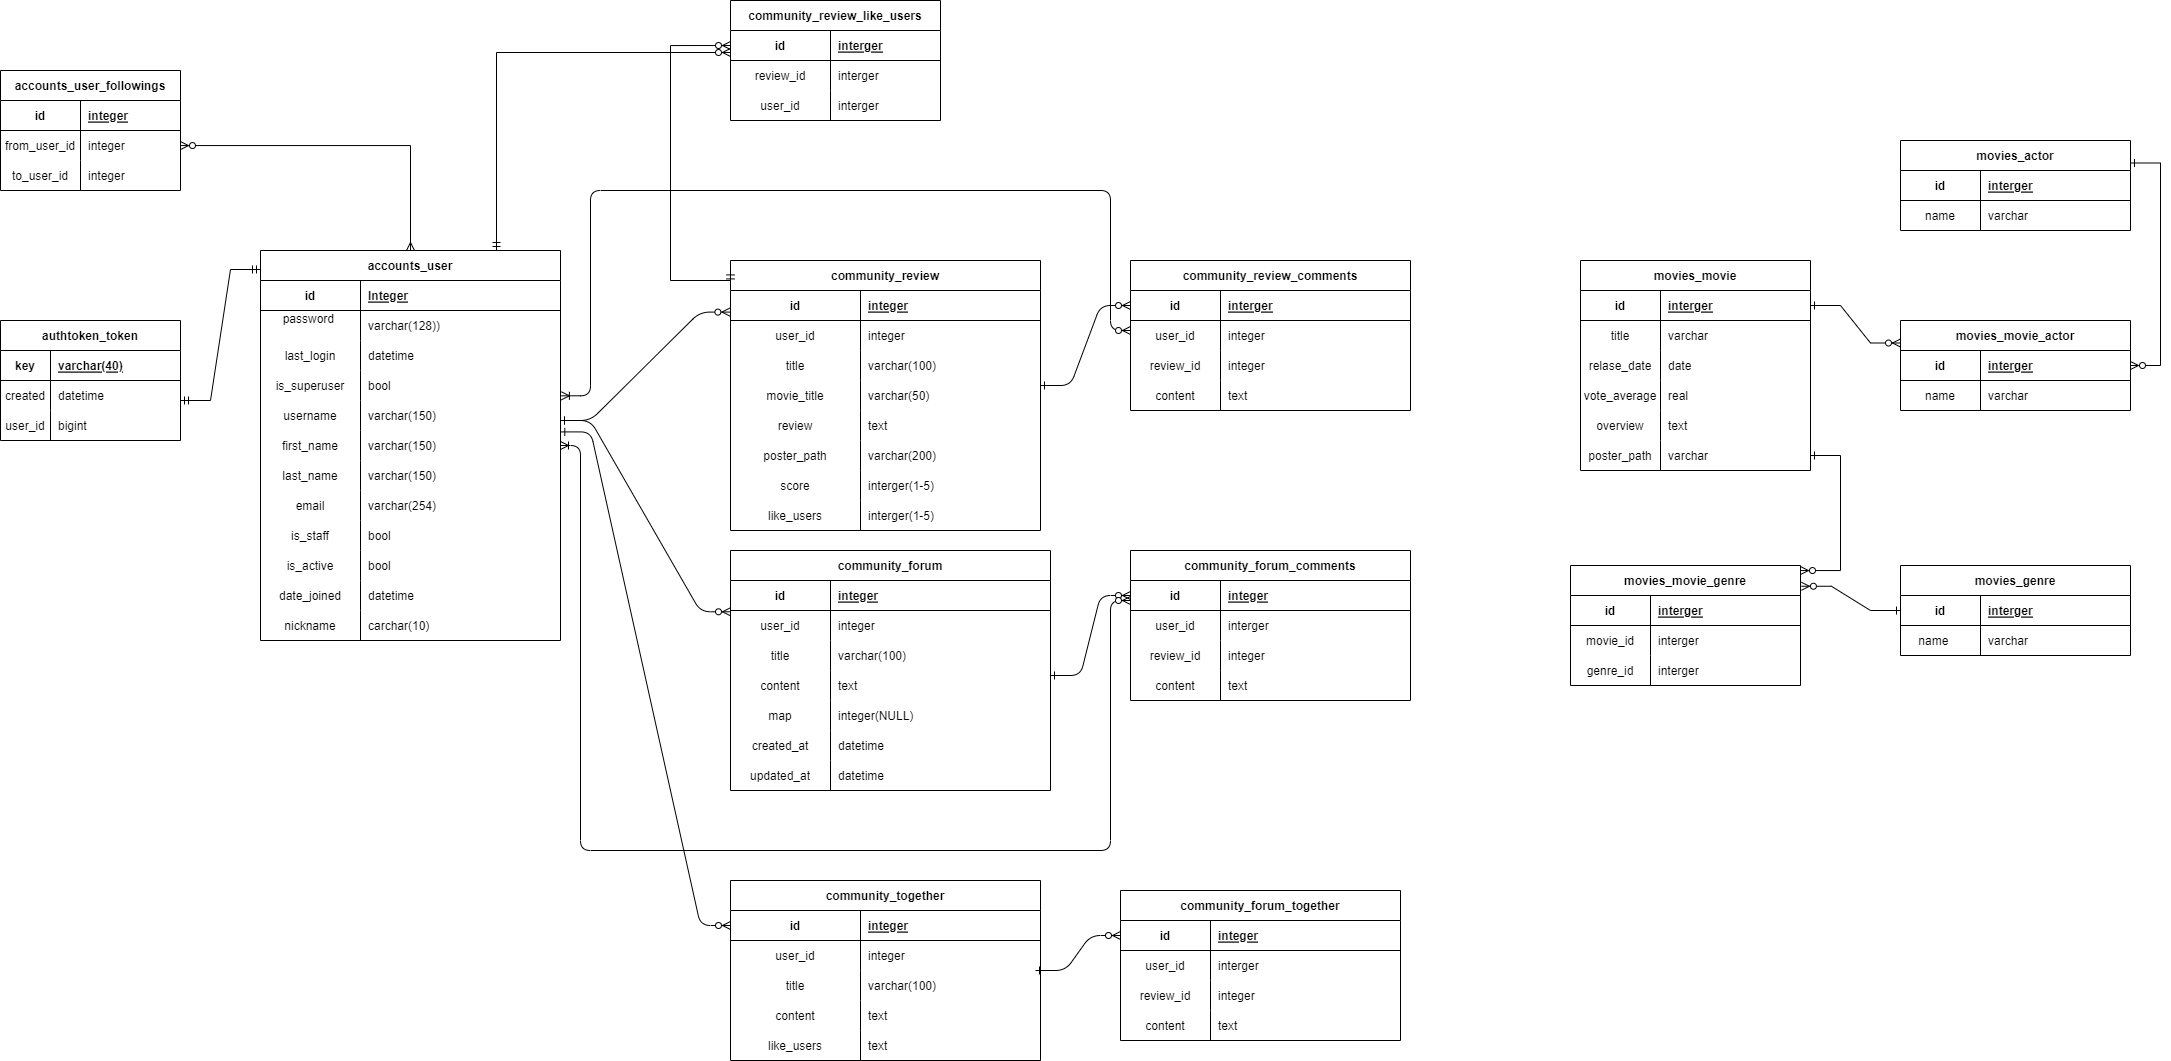 community_review_like_users
id interger
review_id interger
user_id interger
accounts_user_followings
id integer
from_user_id integer
to_user_id integer
authtoken_token
key varchar(40)
created datetime
user_id bigint
accounts_user
id Integer
password varchar(128))
last_login datetime
is_superuser bool
username varchar(150)
first_name varchar(150)
last_name varchar(150)
email varchar(254)
is_staff bool
is_active bool
date_joined datetime
nickname carchar(10)
community_review
id integer
user_id integer
title varchar(100)
movie_title varchar(50)
review text
poster_path varchar(200)
score interger(1-5)
like_users interger(1-5)
community_review_comments
id interger
user_id integer
review_id integer
content text
community_forum
id integer
user_id integer
title varchar(100)
content text
map integer(NULL)
created_at datetime
updated_at datetime
community_forum_comments
id integer
user_id interger
review_id integer
content text
community_together
id integer
user_id integer
title varchar(100)
content text
like_users text
community_forum_together
id integer
user_id interger
review_id integer
content text
movies_actor
id interger
name varchar
movies_movie
id interger
title varchar
relase_date date
vote_average real
overview text
poster_path varchar
movies_movie_actor
id interger
name varchar
movies_movie_genre
id interger
movie_id interger
genre_id interger
movies_genre
id interger
name varchar